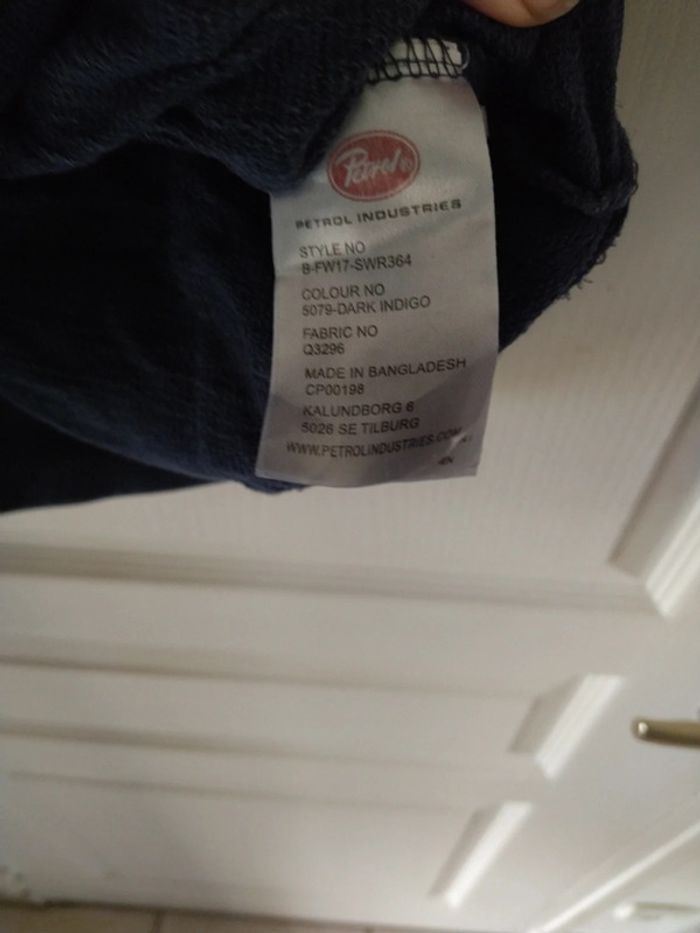 Petrol®
PETROL INDUSTRIES
STYLE NO
B-FW17-SWR364
COLOUR NO
5079-DARK INDIGO
FABRIC NO
Q3296
MADE IN BANGLADESH
CP00198
KALUNDBORG 6
5026 SE TILBURG
WWW.PETROLINDUSTRIES.COM